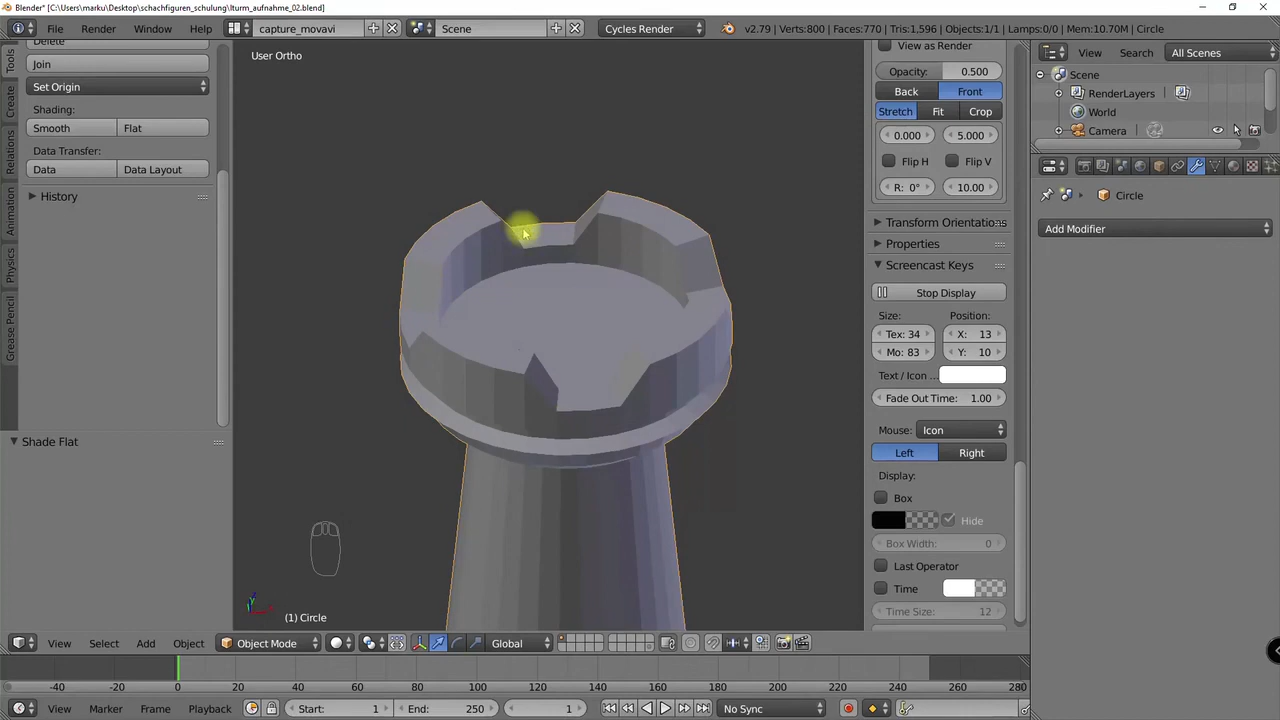 Blender* [C:\Users\marku\Desktop\schachfiguren_schulung\turm_aufnahme_02.blend]
File Render Window Help capture_movavi Scene Cycles Render v2.79 | Verts:800 | Faces:770 | Tris:1,596 | Objects:1/1 | Lamps:0/0 | Mem:10.70M | Circle
Delete
Join
Set Origin
Shading:
Smooth Flat
Data Transfer:
Data Data Layout
History
Shade Flat
Tools
Create
Relations
Animation
Physics
Grease Pencil
User Ortho
(1) Circle
View as Render
Opacity: 0.500
Back Front
Stretch Fit Crop
0.000 5.000
Flip H Flip V
R: 0° 10.00
Transform Orientations
Properties
Screencast Keys
Stop Display
Size: Position:
Tex: 34 X: 13
Mo: 83 Y: 10
Text / Icon ...
Fade Out Time: 1.00
Mouse: Icon
Left Right
Display:
Box
Hide
Box Width: 0
Last Operator
Time
Time Size: 12
View Search All Scenes
Scene
RenderLayers
World
Camera
Circle
Add Modifier
View Select Add Object Object Mode Global
-40 -20 0 20 40 60 80 100 120 140 160 180 200 220 240 260 280
View Marker Frame Playback Start: 1 End: 250 1 No Sync